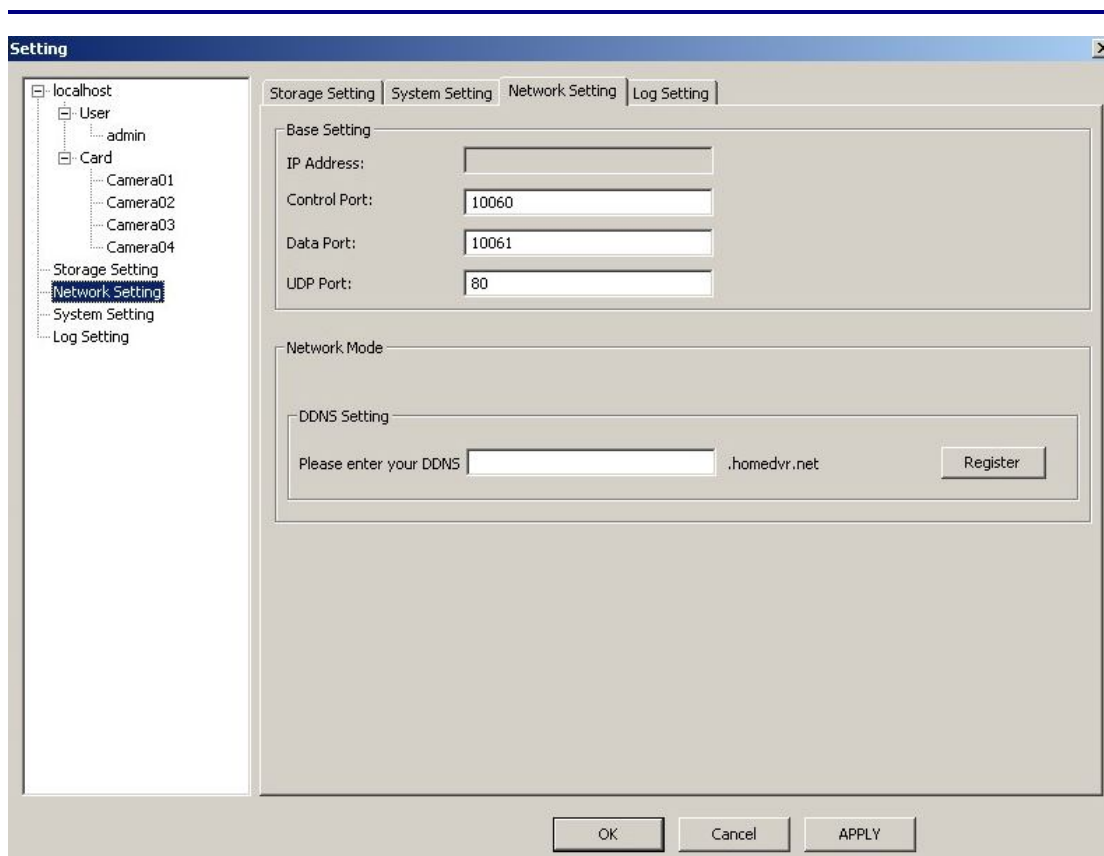 Setting
localhost
User
admin
Card
Camera01
Camera02
Camera03
Camera04
Storage Setting
Network Setting
System Setting
Log Setting
Storage Setting System Setting Network Setting Log Setting
Base Setting
IP Address:
Control Port: 10060
Data Port: 10061
UDP Port: 80
Network Mode
DDNS Setting
Please enter your DDNS .homedvr.net Register
OK Cancel APPLY